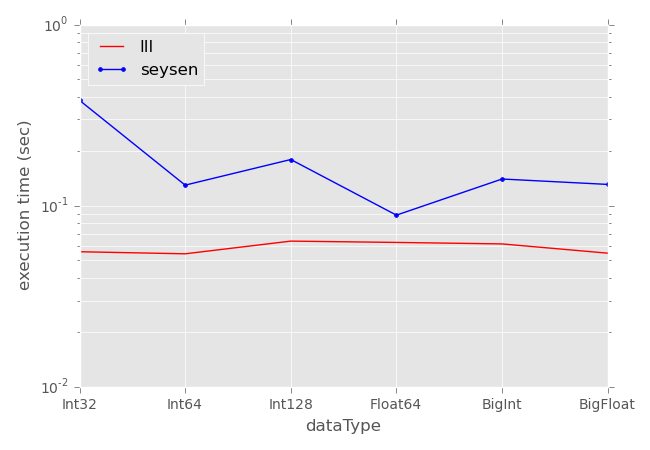 10^0
lll
seysen
execution time (sec)
10^-1
10^-2
Int32 Int64 Int128 Float64 BigInt BigFloat
dataType